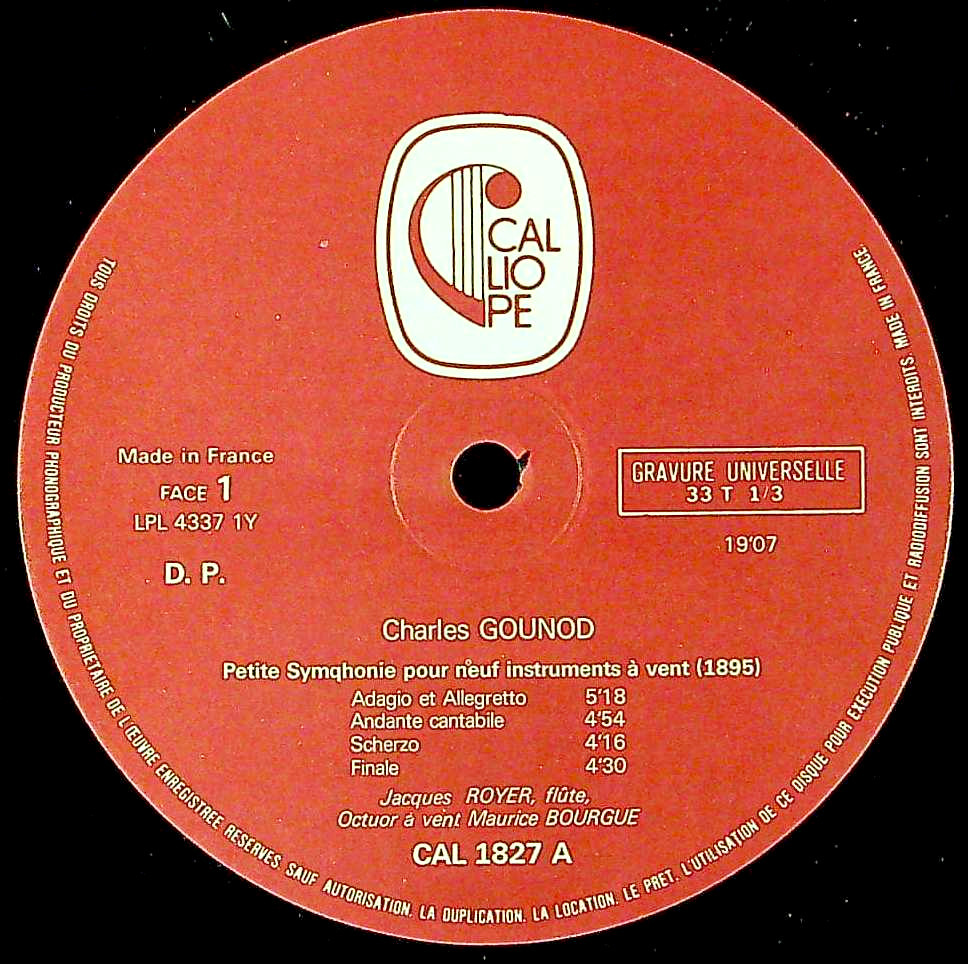 CAL
LIO
PE
Made in France
FACE 1
LPL 4337 1Y
D. P.
GRAVURE UNIVERSELLE
33 T 1/3
19'07
Charles GOUNOD
Petite Symqhonie pour neuf instruments à vent (1895)
Adagio et Allegretto 5'18
Andante cantabile 4'54
Scherzo 4'16
Finale 4'30
Jacques ROYER, flûte,
Octuor à vent Maurice BOURGUE
CAL 1827 A
TOUS DROITS DU PRODUCTEUR PHONOGRAPHIQUE ET DU PROPRIETAIRE DE L'ŒUVRE ENREGISTREE RESERVES. SAUF AUTORISATION, LA DUPLICATION, LA LOCATION, LE PRET, L'UTILISATION DE CE DISQUE POUR EXECUTION PUBLIQUE ET RADIODIFFUSION SONT INTERDITS. MADE IN FRANCE.